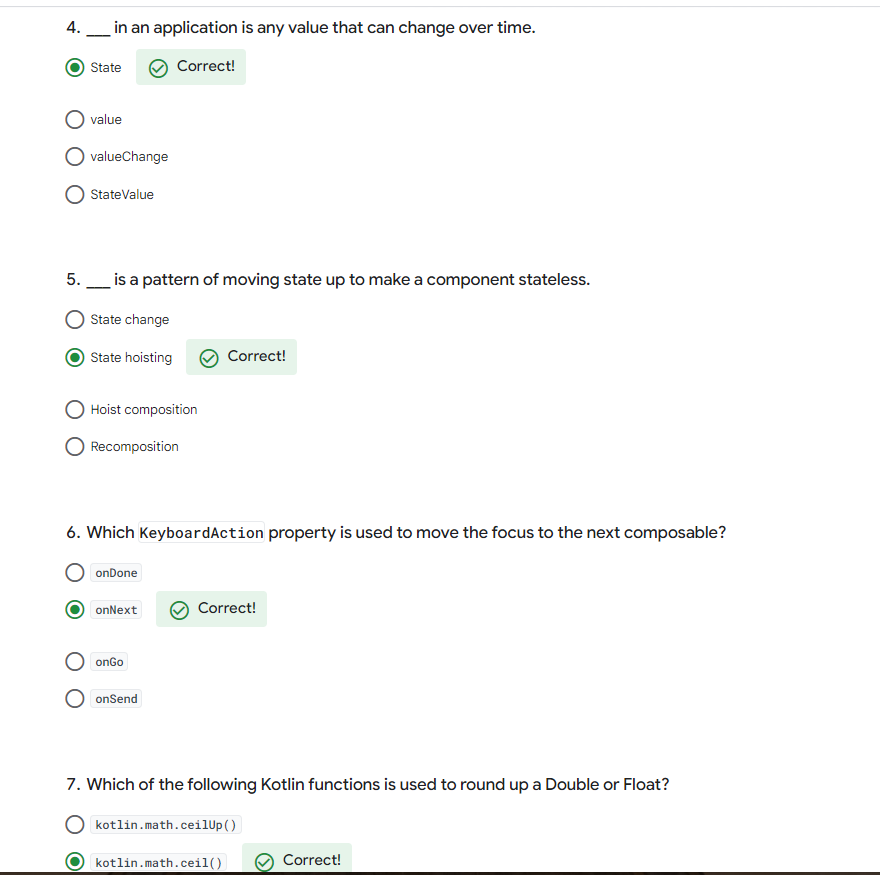 4. ___ in an application is any value that can change over time.
State Correct!
value
valueChange
StateValue
5. ___ is a pattern of moving state up to make a component stateless.
State change
State hoisting Correct!
Hoist composition
Recomposition
6. Which KeyboardAction property is used to move the focus to the next composable?
onDone
onNext Correct!
onGo
onSend
7. Which of the following Kotlin functions is used to round up a Double or Float?
kotlin.math.ceilUp()
kotlin.math.ceil() Correct!